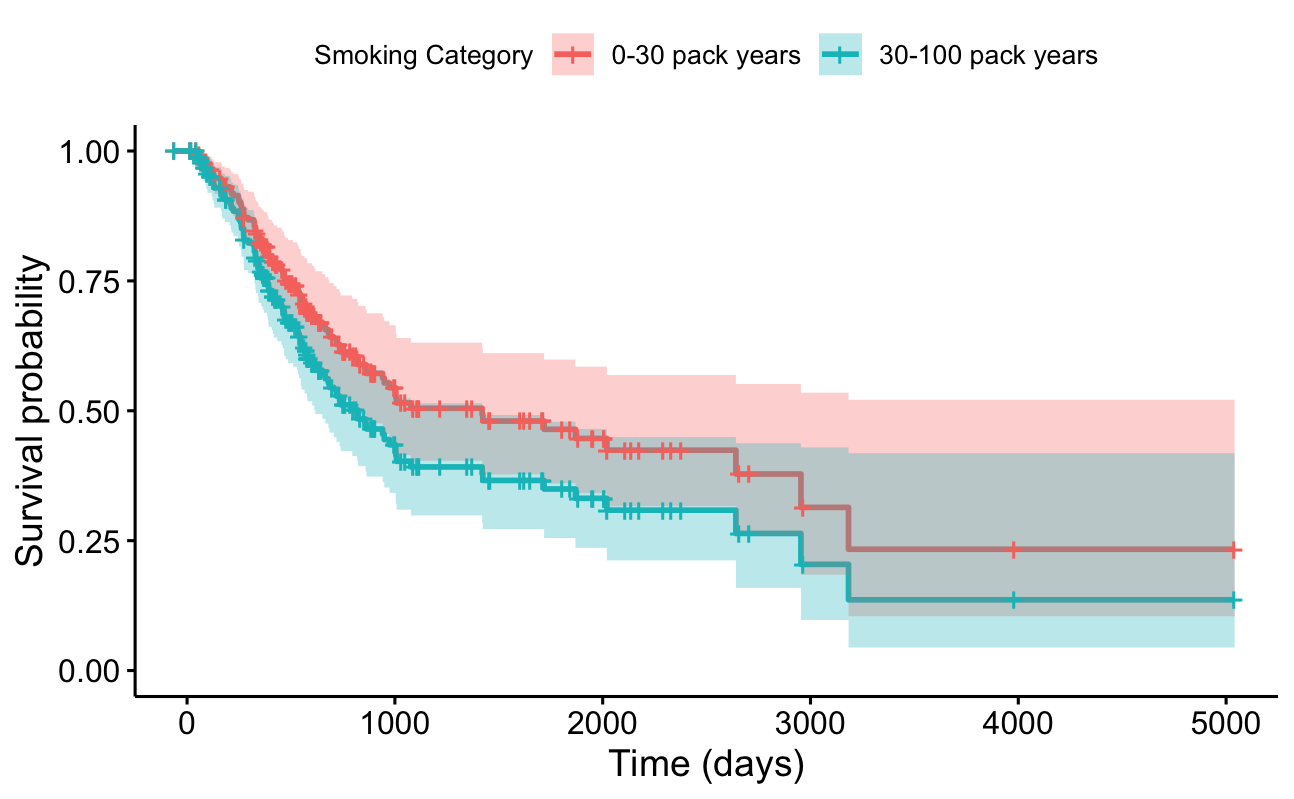 Smoking Category 0-30 pack years 30-100 pack years
1.00
0.75
0.50
0.25
0.00
Survival probability
0 1000 2000 3000 4000 5000
Time (days)